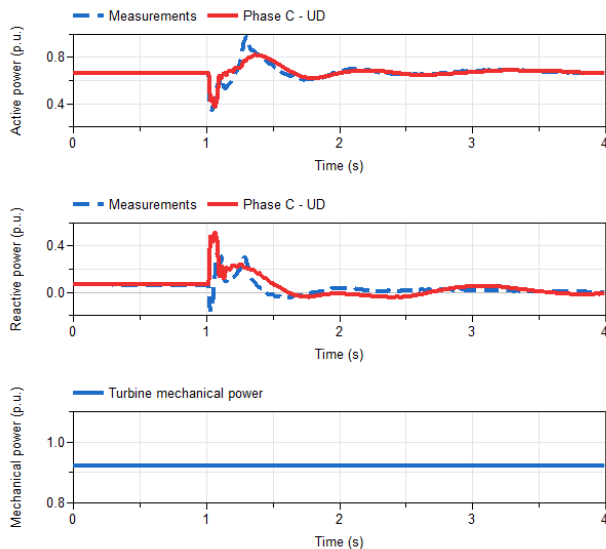 Measurements Phase C - UD
Active power (p.u.)
0.8
0.4
0 1 2 3 4
Time (s)
Measurements Phase C - UD
Reactive power (p.u.)
0.4
0.0
0 1 2 3 4
Time (s)
Turbine mechanical power
Mechanical power (p.u.)
1.0
0.8
0 1 2 3 4
Time (s)